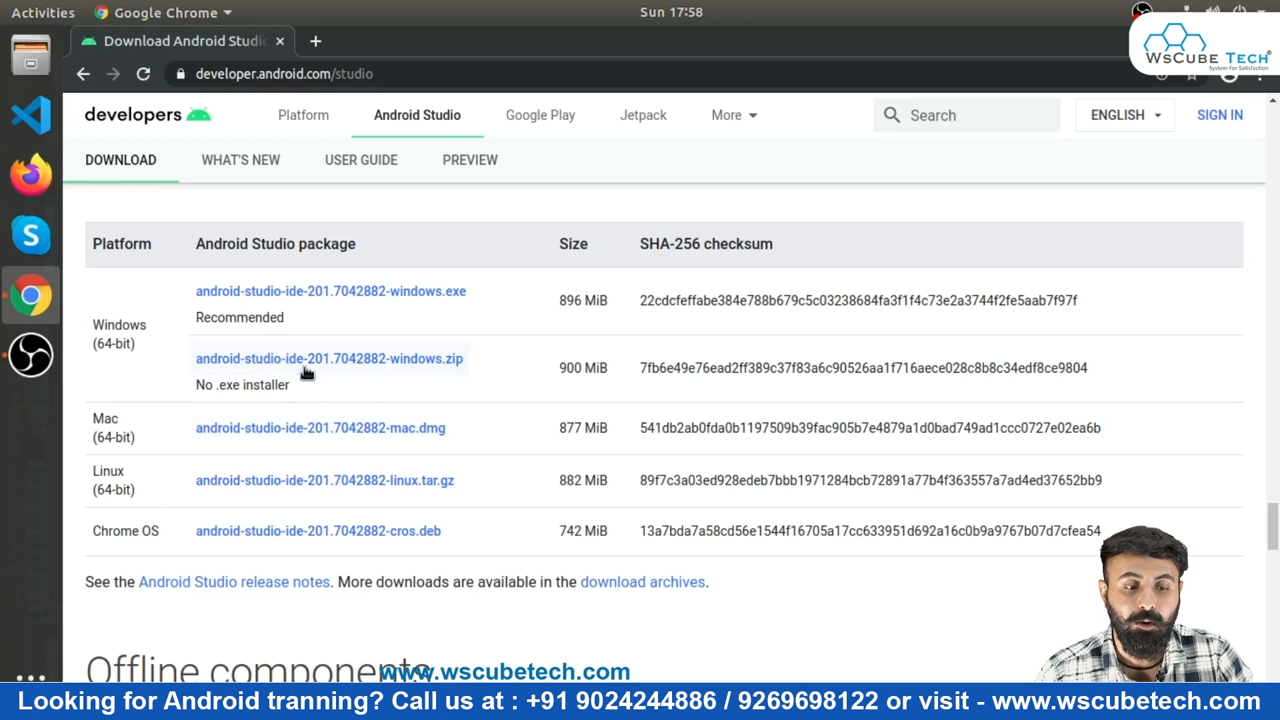 Activities
Google Chrome
Sun 17:58
Download Android Studi
developer.android.com/studio
WsCube Tech
System For Satisfaction
developers
Platform
Android Studio
Google Play
Jetpack
More
Search
ENGLISH
SIGN IN
DOWNLOAD
WHAT'S NEW
USER GUIDE
PREVIEW
Platform
Android Studio package
Size
SHA-256 checksum
Windows
(64-bit)
android-studio-ide-201.7042882-windows.exe
Recommended
896 MiB
22cdcfeffabe384e788b679c5c03238684fa3f1f4c73e2a3744f2fe5aab7f97f
android-studio-ide-201.7042882-windows.zip
No .exe installer
900 MiB
7fb6e49e76ead2ff389c37f83a6c90526aa1f716aece028c8b8c34edf8ce9804
Mac
(64-bit)
android-studio-ide-201.7042882-mac.dmg
877 MiB
541db2ab0fda0b1197509b39fac905b7e4879a1d0bad749ad1ccc0727e02ea6b
Linux
(64-bit)
android-studio-ide-201.7042882-linux.tar.gz
882 MiB
89f7c3a03ed928edeb7bbb1971284bcb72891a77b4f363557a7ad4ed37652bb9
Chrome OS
android-studio-ide-201.7042882-cros.deb
742 MiB
13a7bda7a58cd56e1544f16705a17cc633951d692a16c0b9a9767b07d7cfea54
See the Android Studio release notes. More downloads are available in the download archives.
Offline components
www.wscubetech.com
Looking for Android tranning? Call us at : +91 9024244886 / 9269698122 or visit - www.wscubetech.com